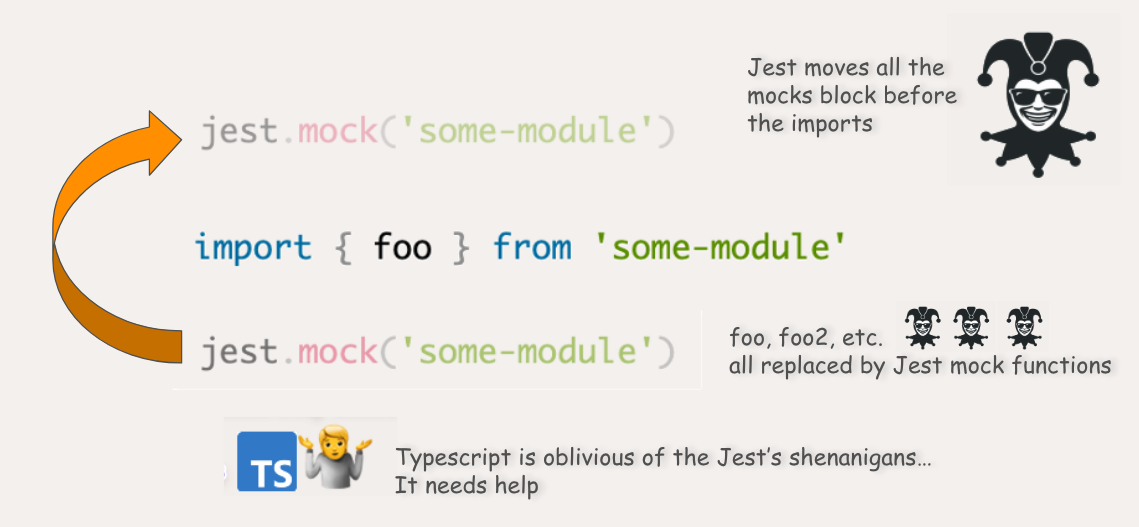 Jest moves all the
mocks block before
the imports
jest.mock('some-module')
import { foo } from 'some-module'
jest.mock('some-module')
foo, foo2, etc.
all replaced by Jest mock functions
TS
Typescript is oblivious of the Jest's shenanigans…
It needs help